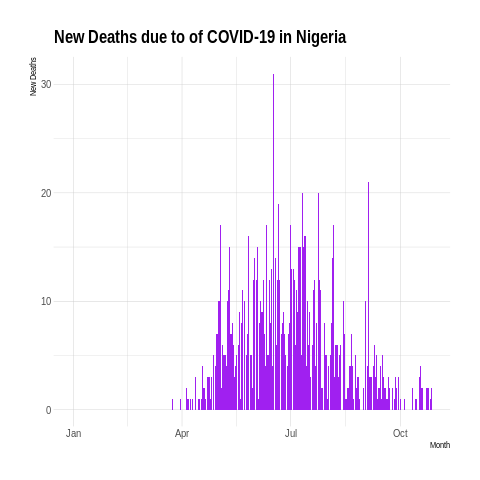 New Deaths due to of COVID-19 in Nigeria
New Deaths
30
20
10
0
Jan Apr Jul Oct
Month